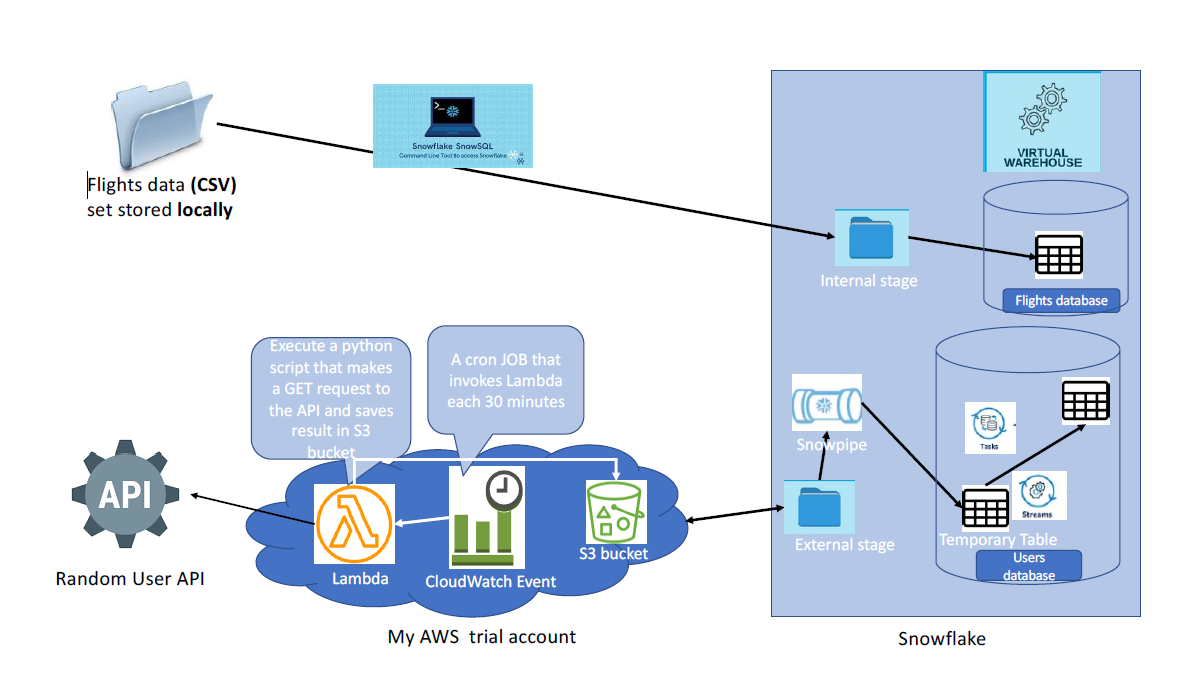 Flights data (CSV)
set stored locally
>_
Snowflake SnowSQL
Command Line Tool to access Snowflake
VIRTUAL
WAREHOUSE
Internal stage
Flights database
Execute a python
script that makes
a GET request to
the API and saves
result in S3
bucket
A cron JOB that
invokes Lambda
each 30 minutes
Snowpipe
Tasks
Streams
API
Random User API
Lambda
CloudWatch Event
S3 bucket
External stage
Temporary Table
Users
database
My AWS trial account
Snowflake